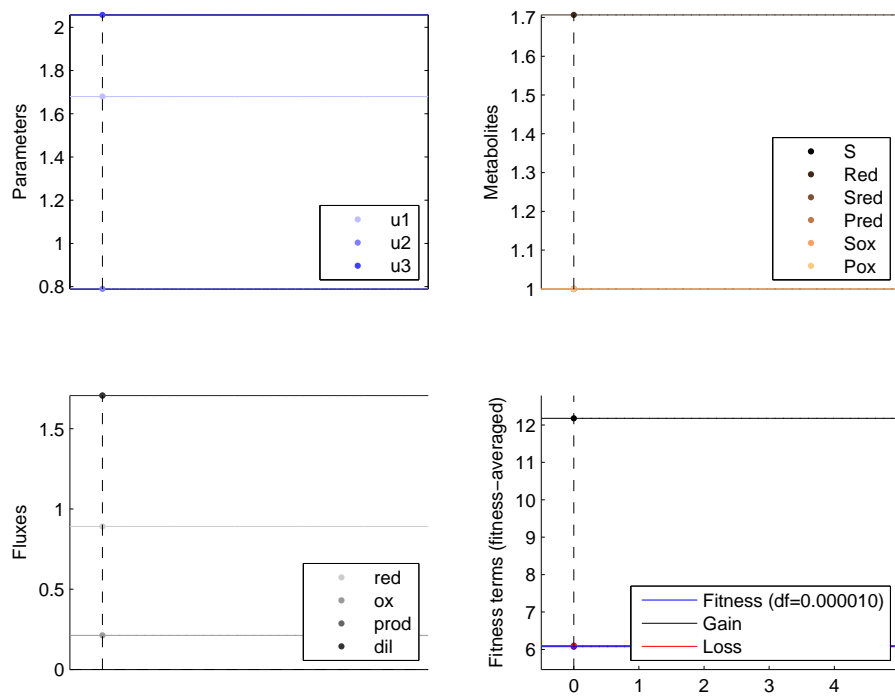 2
1.8
1.6
1.4
1.2
1
0.8
Parameters
u1
u2
u3
1.7
1.6
1.5
1.4
1.3
1.2
1.1
1
Metabolites
S
Red
Sred
Pred
Sox
Pox
1.5
1
0.5
0
Fluxes
red
ox
prod
dil
12
11
10
9
8
7
6
Fitness terms (fitness−averaged)
Fitness (df=0.000010)
Gain
Loss
0 1 2 3 4